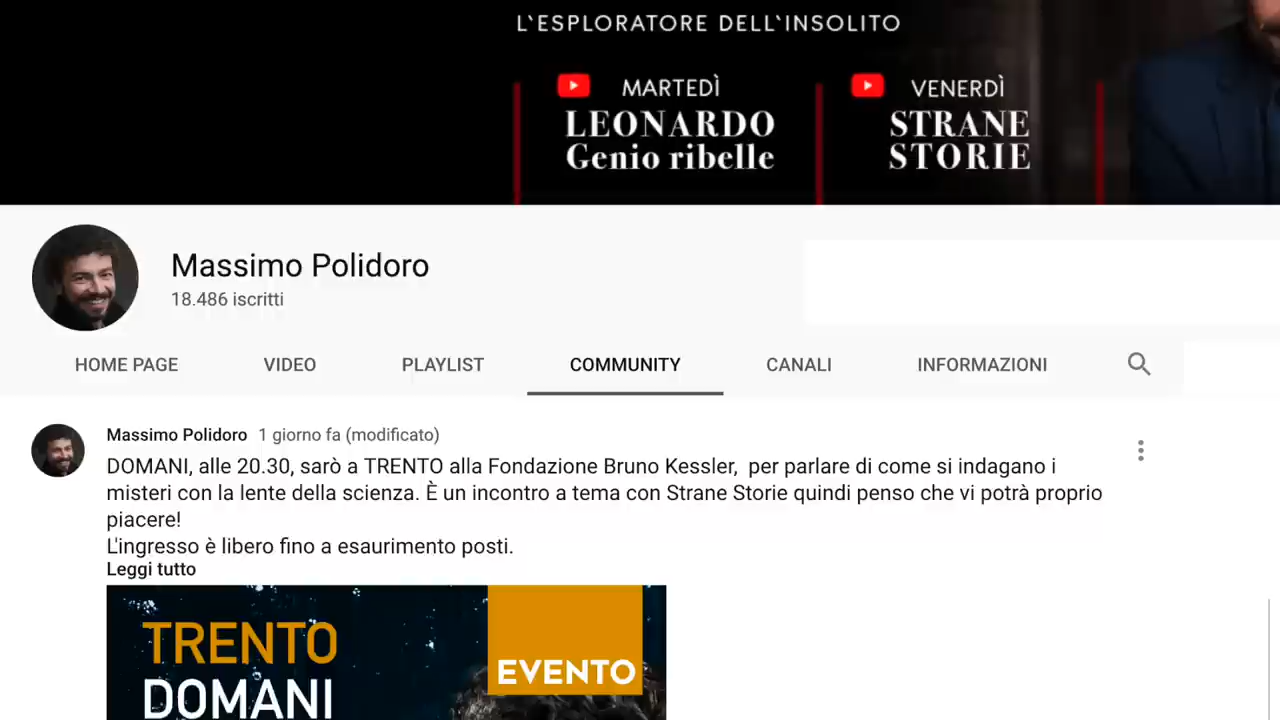 L'ESPLORATORE DELL'INSOLITO
MARTEDÌ
LEONARDO
Genio ribelle
VENERDÌ
STRANE
STORIE
Massimo Polidoro
18.486 iscritti
HOME PAGE VIDEO PLAYLIST COMMUNITY CANALI INFORMAZIONI
Massimo Polidoro 1 giorno fa (modificato)
DOMANI, alle 20.30, sarò a TRENTO alla Fondazione Bruno Kessler, per parlare di come si indagano i
misteri con la lente della scienza. È un incontro a tema con Strane Storie quindi penso che vi potrà proprio
piacere!
L'ingresso è libero fino a esaurimento posti.
Leggi tutto
TRENTO
DOMANI
EVENTO